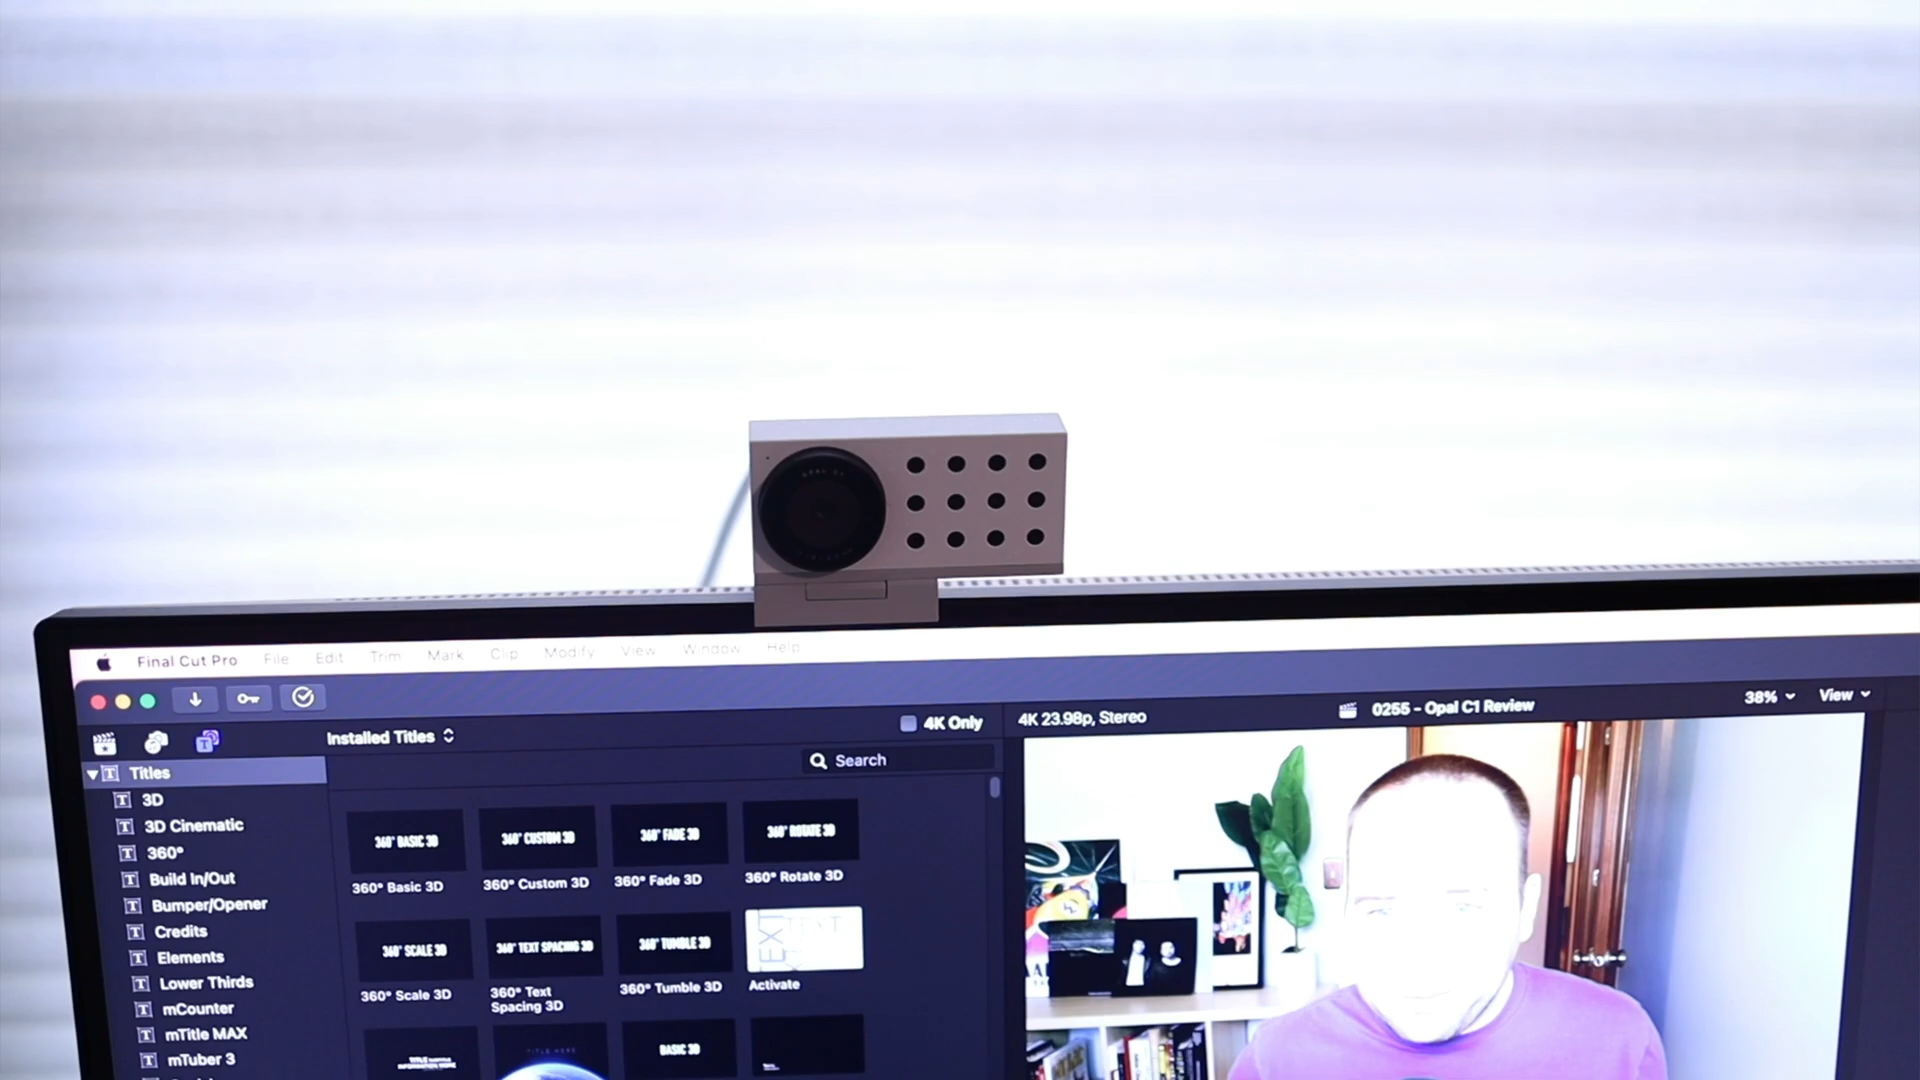 Final Cut Pro File Edit Trim Mark Clip Modify View Window Help
Installed Titles
4K Only
4K 23.98p, Stereo
0255 - Opal C1 Review
38%
View
Search
Titles
3D
3D Cinematic
360°
Build In/Out
Bumper/Opener
Credits
Elements
Lower Thirds
mCounter
mTitle MAX
mTuber 3
360° BASIC 3D
360° CUSTOM 3D
360° FADE 3D
360° ROTATE 3D
360° Basic 3D
360° Custom 3D
360° Fade 3D
360° Rotate 3D
360° SCALE 3D
360° TEXT SPACING 3D
360° TUMBLE 3D
TEXT
TEXT
360° Scale 3D
360° Text
Spacing 3D
360° Tumble 3D
Activate
TITLE HERE
BASIC 3D